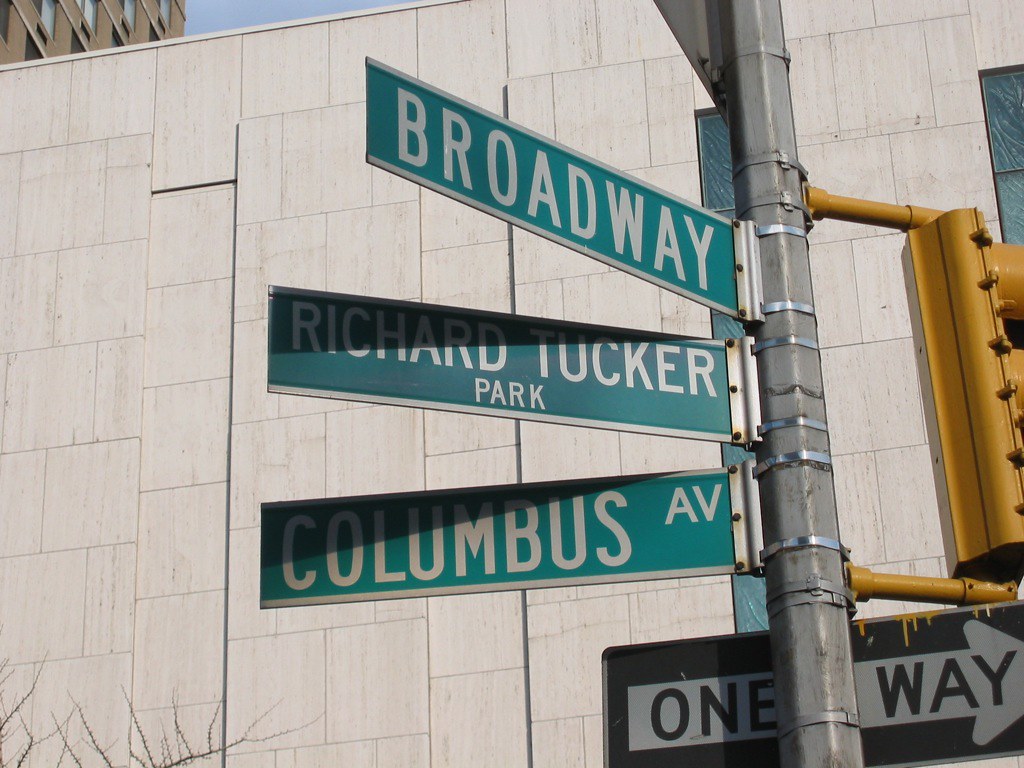 BROADWAY
RICHARD TUCKER
PARK
COLUMBUS AV
ONE WAY